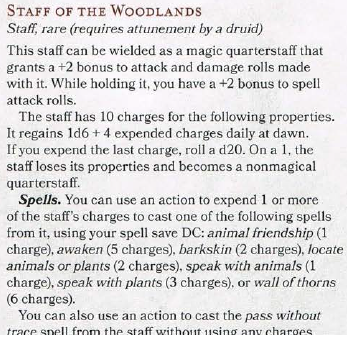 STAFF OF THE WOODLANDS
Staff, rare (requires attunement by a druid)
This staff can be wielded as a magic quarterstaff that
grants a +2 bonus to attack and damage rolls made
with it. While holding it, you have a +2 bonus to spell
attack rolls.
The staff has 10 charges for the following properties.
It regains 1d6 + 4 expended charges daily at dawn.
If you expend the last charge, roll a d20. On a 1, the
staff loses its properties and becomes a nonmagical
quarterstaff.
Spells. You can use an action to expend 1 or more
of the staff's charges to cast one of the following spells
from it, using your spell save DC: animal friendship (1
charge), awaken (5 charges), barkskin (2 charges), locate
animals or plants (2 charges), speak with animals (1
charge), speak with plants (3 charges), or wall of thorns
(6 charges).
You can also use an action to cast the pass without
trace spell from the staff without using any charges